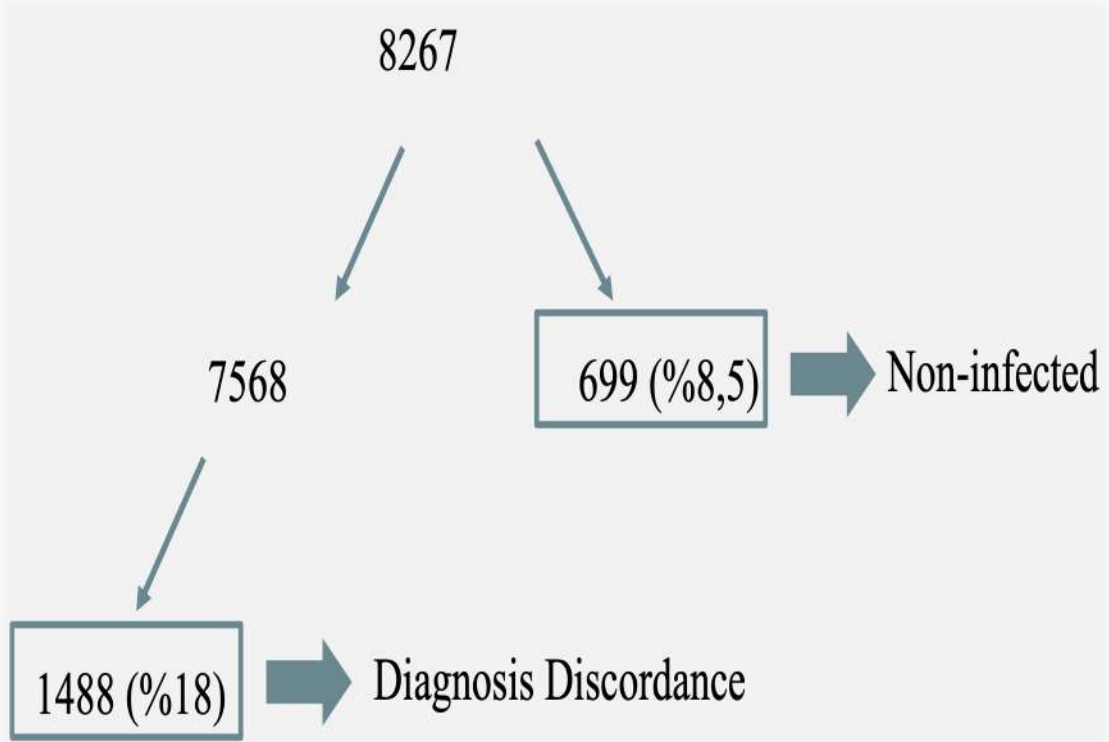 8267
7568
699 (%8,5)
Non-infected
1488 (%18)
Diagnosis Discordance